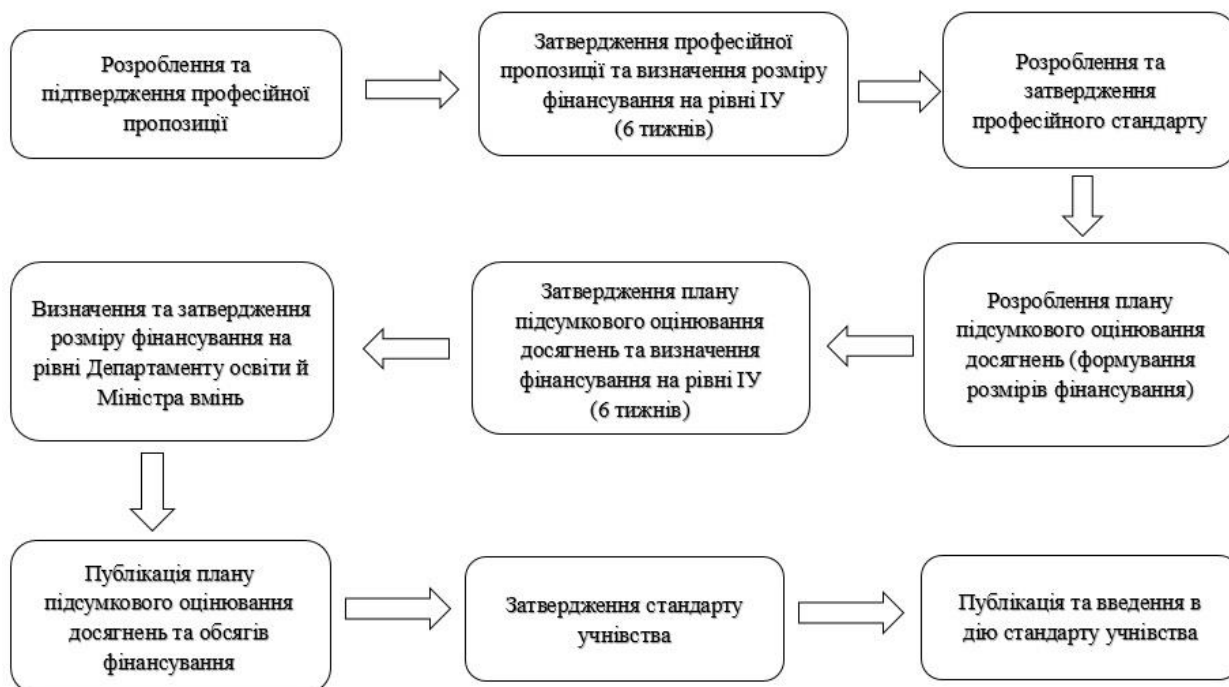 Розроблення та
підтвердження професійної
пропозиції
Затвердження професійної
пропозиції та визначення розміру
фінансування на рівні ІУ
(6 тижнів)
Розроблення та
затвердження
професійного стандарту
Розроблення плану
підсумкового оцінювання
досягнень (формування
розмірів фінансування)
Затвердження плану
підсумкового оцінювання
досягнень та визначення
фінансування на рівні ІУ
(6 тижнів)
Визначення та затвердження
розміру фінансування на
рівні Департаменту освіти й
Міністра вмінь
Публікація плану
підсумкового оцінювання
досягнень та обсягів
фінансування
Затвердження стандарту
учнівства
Публікація та введення в
дію стандарту учнівства